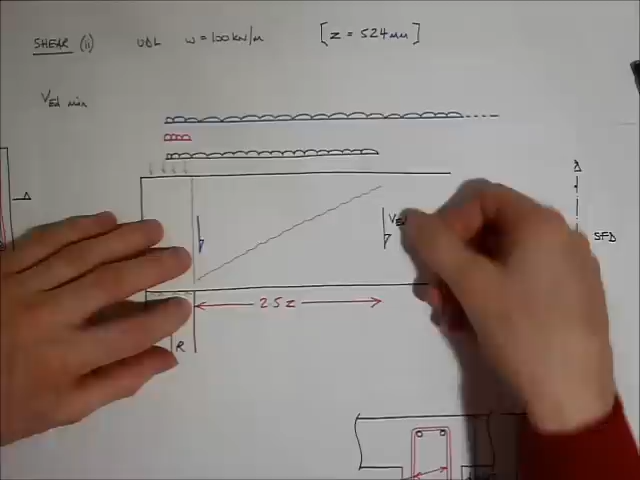 SHEAR (ii) UDL w = 100 kN/m [z = 524 mm]
VEd min
VEd
SFD
2.5z
R